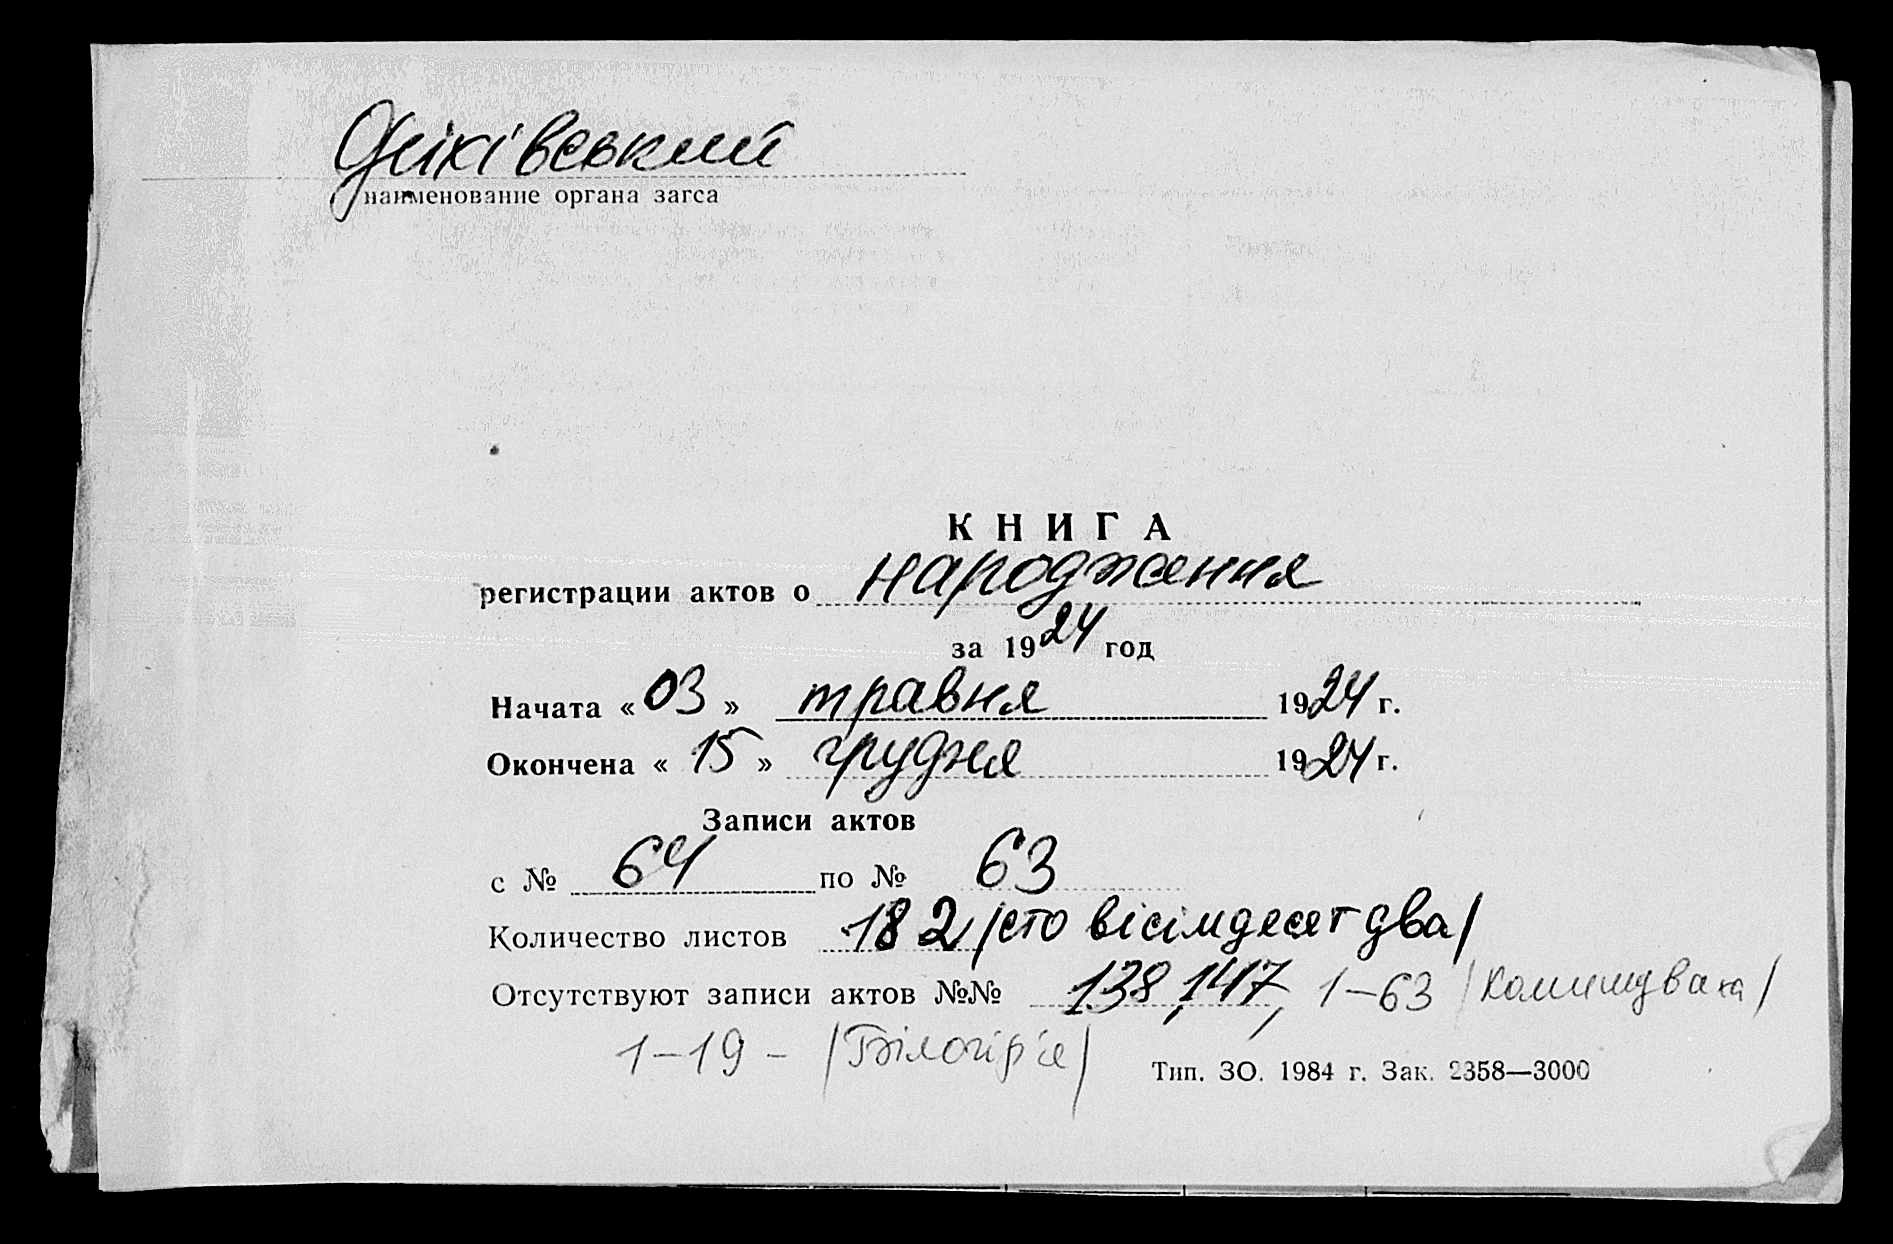 Оріхівський
наименование органа загса
КНИГА
регистрации актов о народження
за 1924 год
Начата «03» травня 1924 г.
Окончена «15» грудня 1924 г.
Записи актов
с № 64 по № 63
Количество листов 182 /сто вісімдесят два/
Отсутствуют записи актов №№ 138, 147, 1-63 /Комишуваха/
1-19 - /Білогір'я/
Тип. ЗО. 1984 г. Зак. 2358—3000